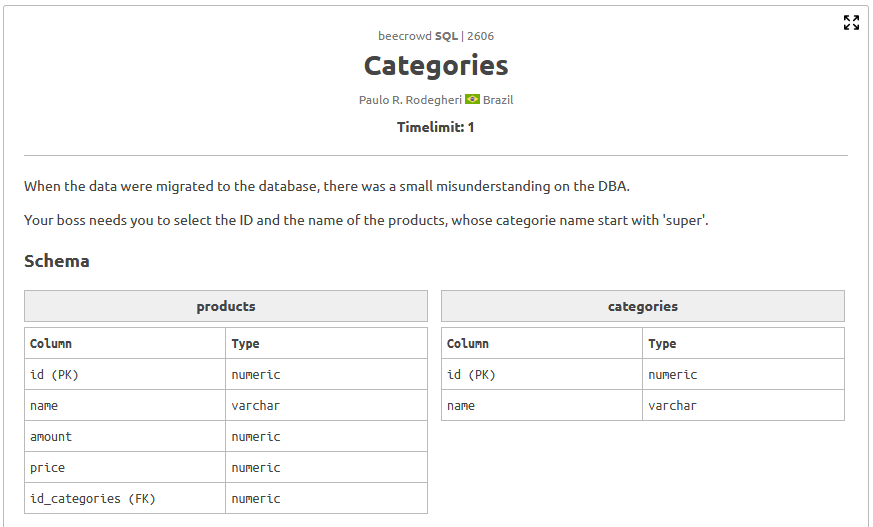 beecrowd SQL | 2606
Categories
Paulo R. Rodegheri Brazil
Timelimit: 1
When the data were migrated to the database, there was a small misunderstanding on the DBA.
Your boss needs you to select the ID and the name of the products, whose categorie name start with 'super'.
Schema
products
Column Type
id (PK) numeric
name varchar
amount numeric
price numeric
id_categories (FK) numeric
categories
Column Type
id (PK) numeric
name varchar